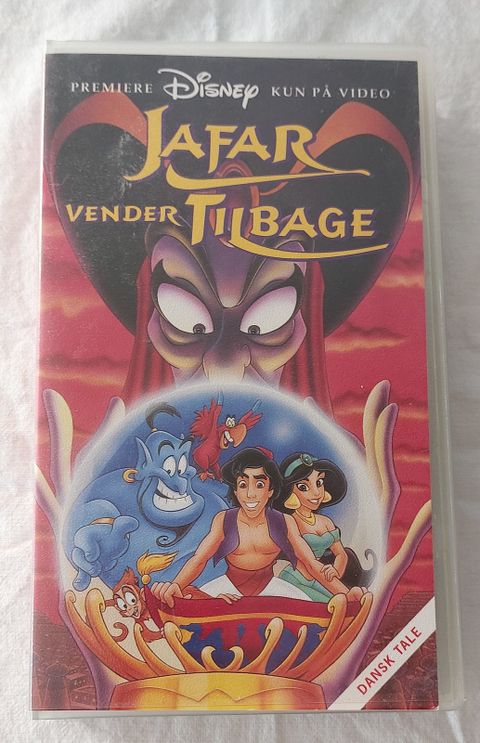 PREMIERE Disney KUN PÅ VIDEO
JAFAR
VENDER TILBAGE
DANSK TALE